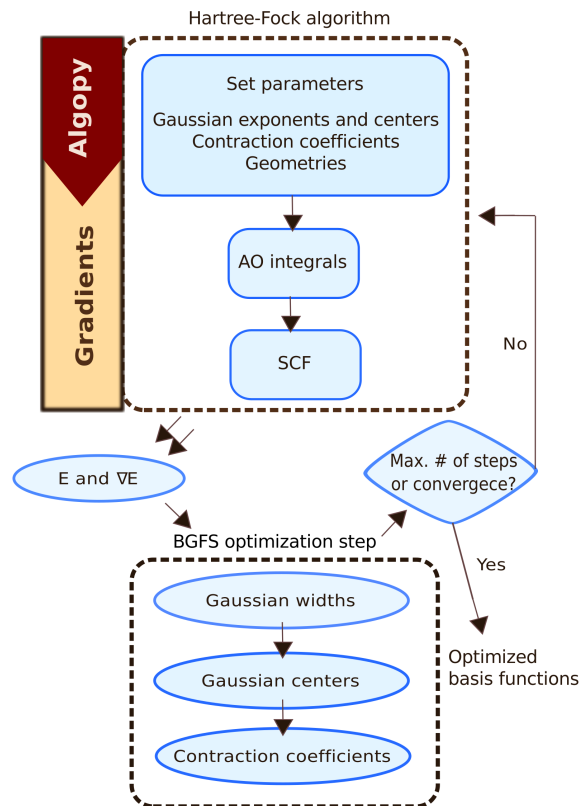 Hartree-Fock algorithm
Algopy
Gradients
Set parameters
Gaussian exponents and centers
Contraction coefficients
Geometries
AO integrals
SCF
No
E and ∇E
Max. # of steps
or convergece?
BGFS optimization step
Yes
Gaussian widths
Gaussian centers
Contraction coefficients
Optimized
basis functions